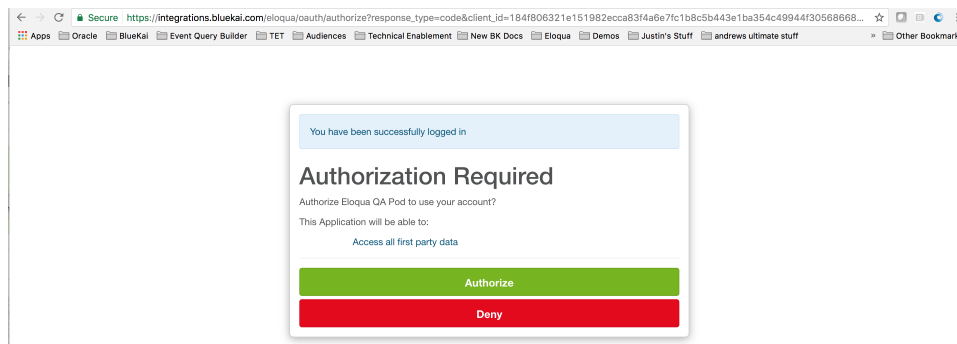 Secure https://integrations.bluekai.com/eloqua/oauth/authorize?response_type=code&client_id=184f806321e151982ecca83f4a6e7fc1b8c5b443e1ba354c49944f30568668...
Apps Oracle BlueKai Event Query Builder TET Audiences Technical Enablement New BK Docs Eloqua Demos Justin's Stuff andrews ultimate stuff » Other Bookmark
You have been successfully logged in
Authorization Required
Authorize Eloqua QA Pod to use your account?
This Application will be able to:
Access all first party data
Authorize
Deny